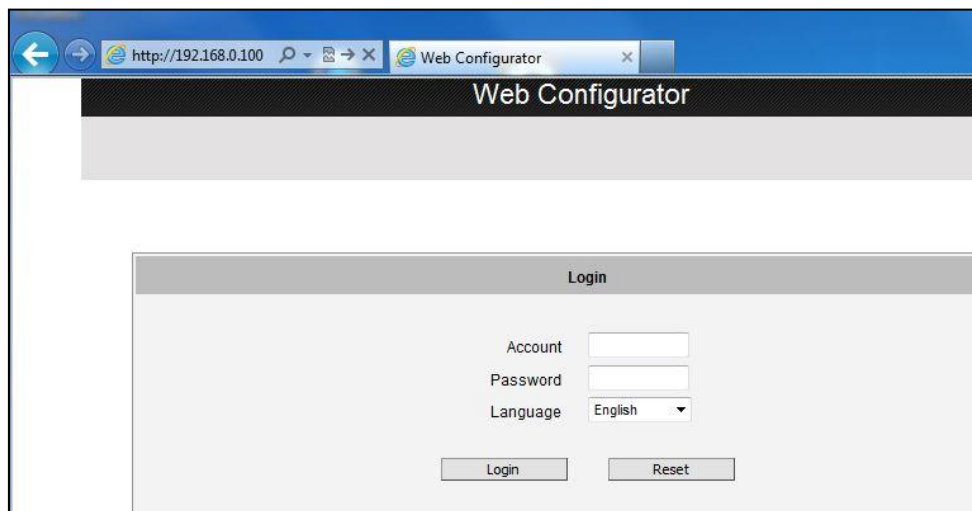 http://192.168.0.100
Web Configurator
Web Configurator
Login
Account
Password
Language English
Login Reset